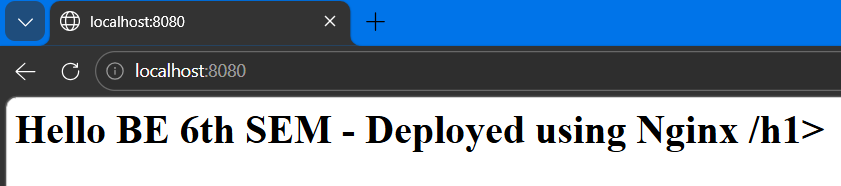 localhost:8080
localhost:8080
Hello BE 6th SEM - Deployed using Nginx /h1>